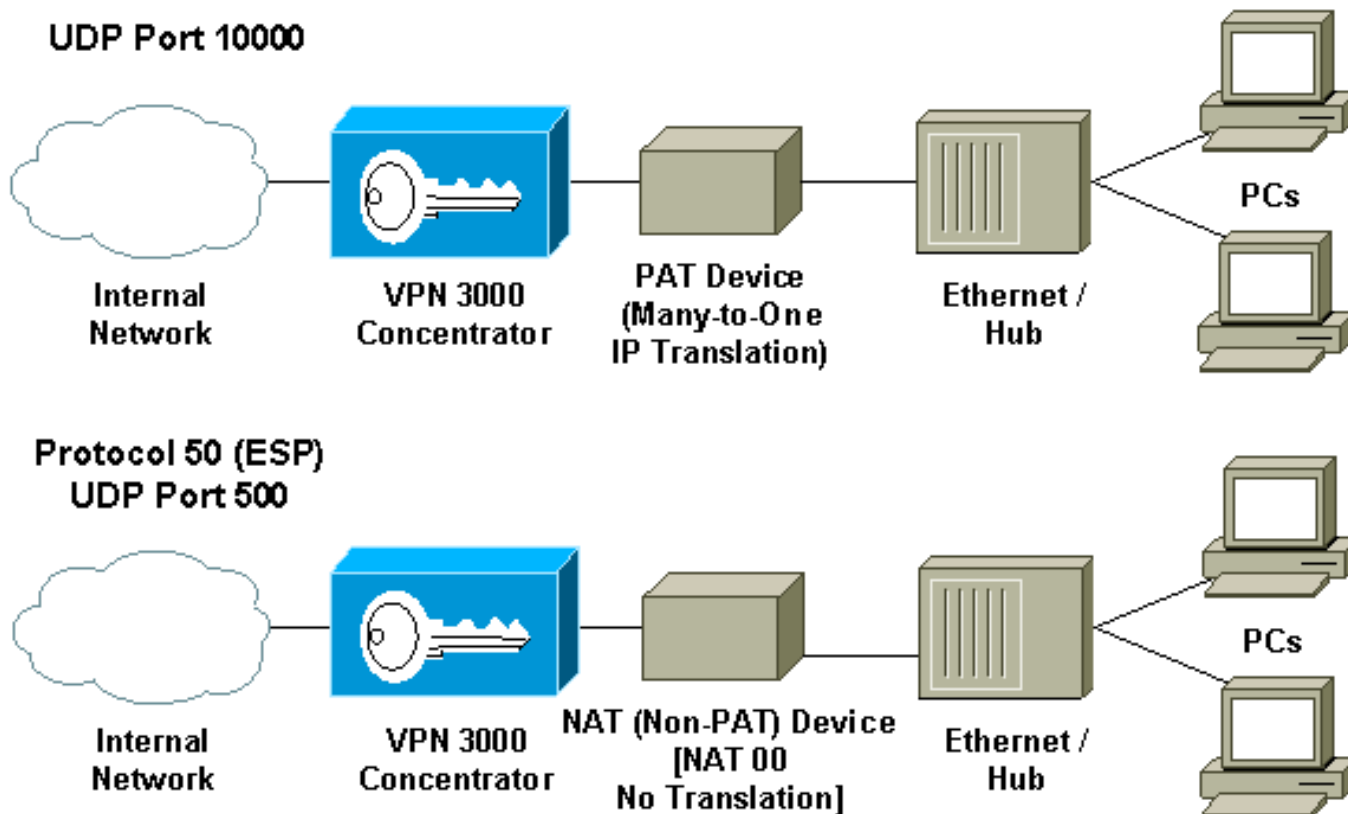 UDP Port 10000
PCs
Internal
Network
VPN 3000
Concentrator
PAT Device
(Many-to-One
IP Translation)
Ethernet /
Hub
Protocol 50 (ESP)
UDP Port 500
PCs
Internal
Network
VPN 3000
Concentrator
NAT (Non-PAT) Device
[NAT 00
No Translation]
Ethernet /
Hub